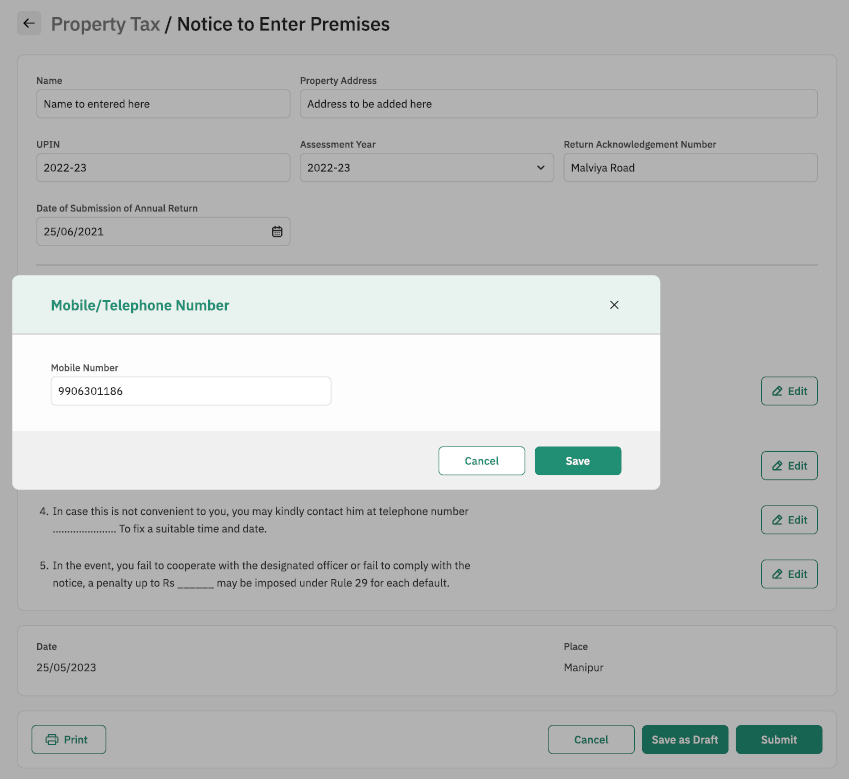 Property Tax / Notice to Enter Premises
Name
Property Address
Name to entered here
Address to be added here
UPIN
Assessment Year
Return Acknowledgement Number
2022-23
2022-23
Malviya Road
Date of Submission of Annual Return
25/06/2021
Mobile/Telephone Number
Mobile Number
9906301186
Edit
Cancel
Save
Edit
4. In case this is not convenient to you, you may kindly contact him at telephone number
..................... To fix a suitable time and date.
Edit
5. In the event, you fail to cooperate with the designated officer or fail to comply with the
notice, a penalty up to Rs ______ may be imposed under Rule 29 for each default.
Edit
Date
Place
25/05/2023
Manipur
Print
Cancel
Save as Draft
Submit